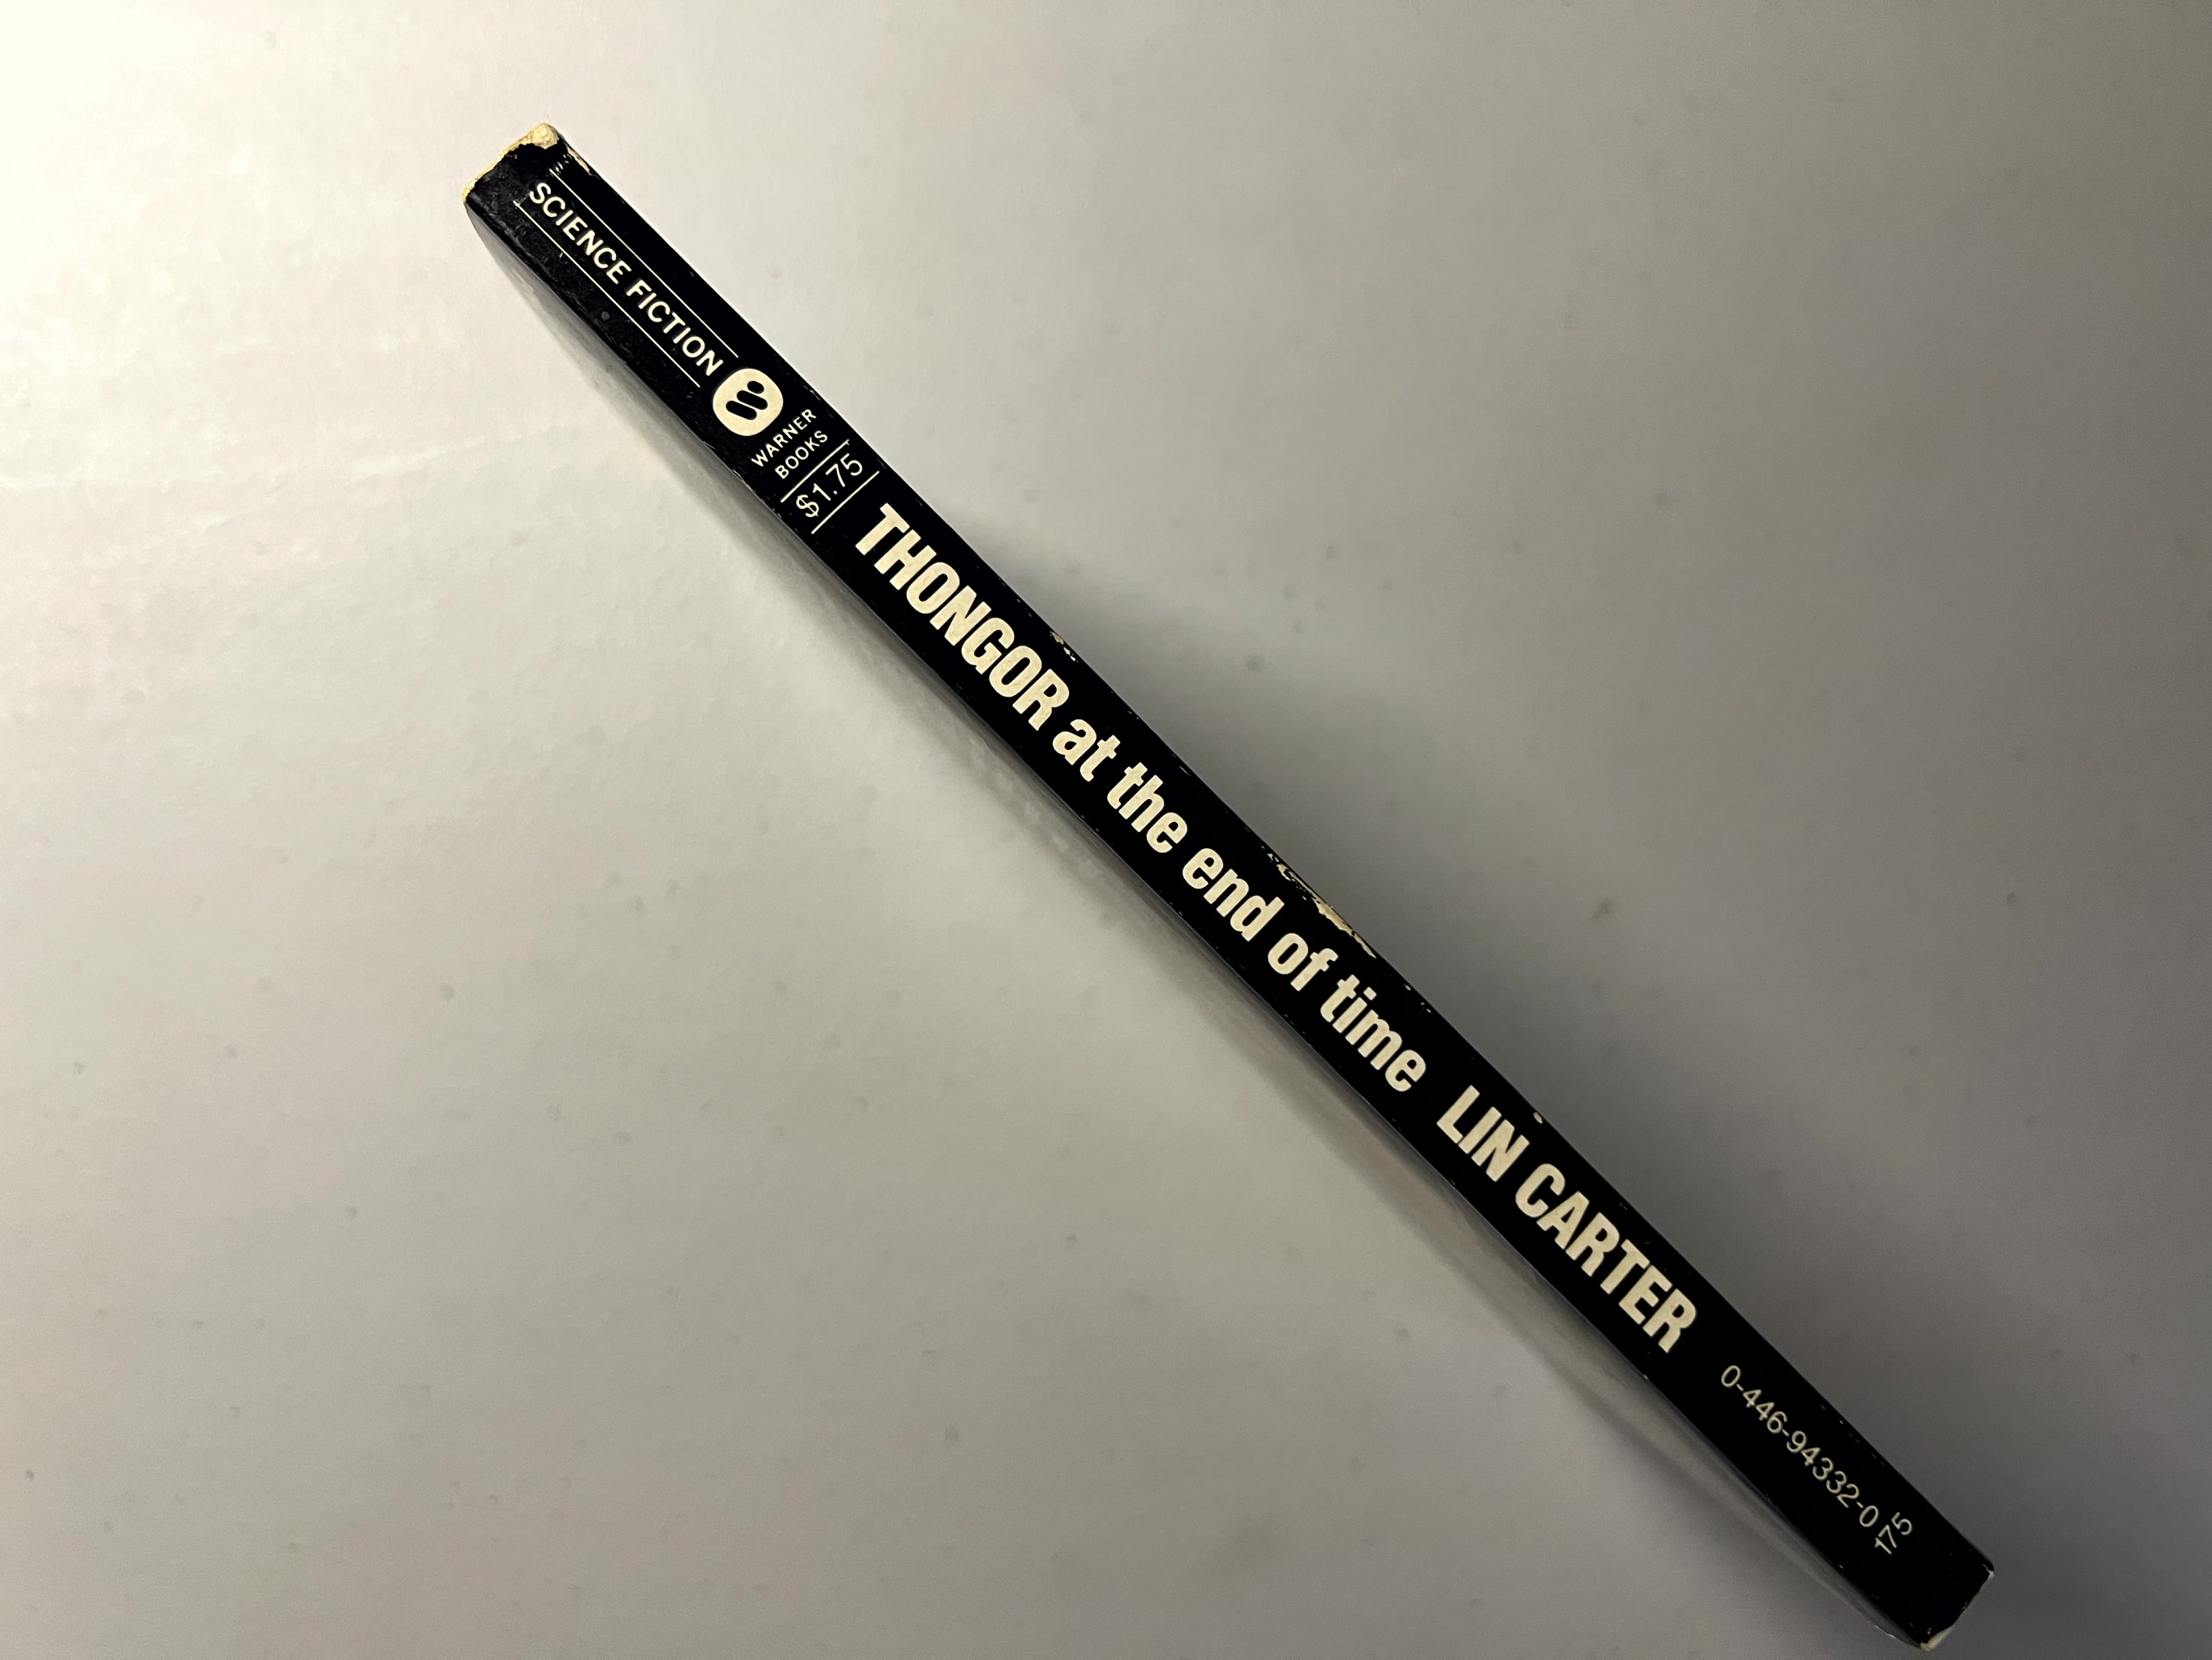 SCIENCE FICTION
WARNER
BOOKS
$1.75
THONGOR at the end of time LIN CARTER
0-446-94332-0
175